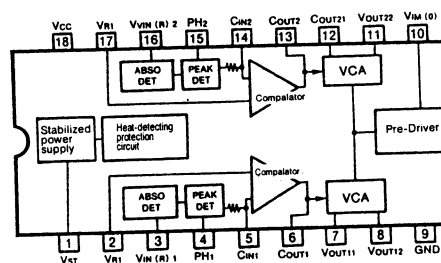 Vcc VR1 VVIN (R) 2 PH2 CIN2 COUT2 COUT21 VOUT22 VIM (0)
18 17 16 15 14 13 12 11 10
ABSO DET
PEAK DET
Compalator
VCA
Stabilized power supply
Heat-detecting protection circuit
Pre-Driver
Compalator
ABSO DET
PEAK DET
VCA
1 2 3 4 5 6 7 8 9
VST VR1 VIN (R) 1 PH1 CIN1 COUT1 VOUT11 VOUT12 GND